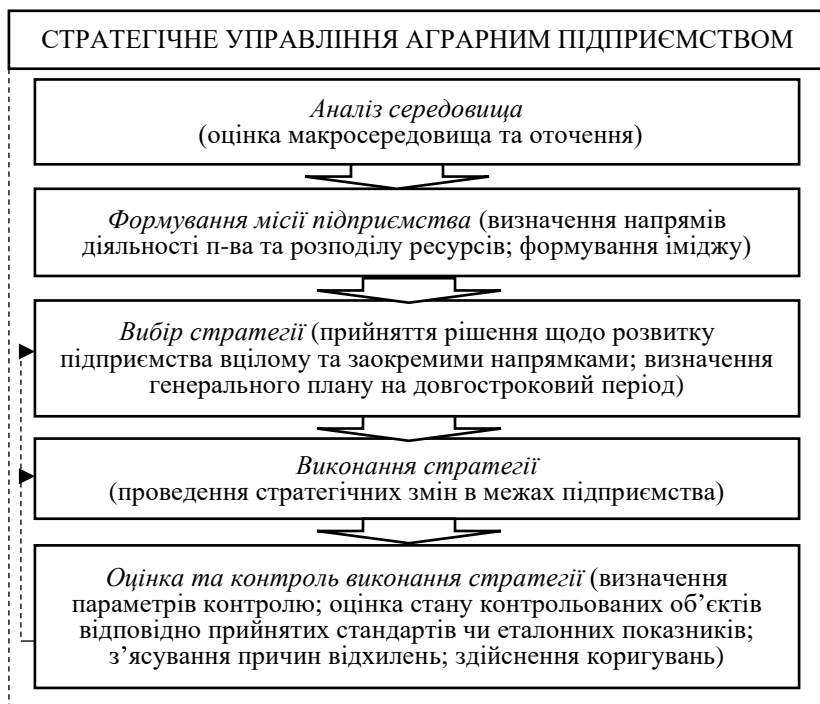 СТРАТЕГІЧНЕ УПРАВЛІННЯ АГРАРНИМ ПІДПРИЄМСТВОМ
Аналіз середовища
(оцінка макросередовища та оточення)
Формування місії підприємства (визначення напрямів
діяльності п-ва та розподілу ресурсів; формування іміджу)
Вибір стратегії (прийняття рішення щодо розвитку
підприємства вцілому та заокремими напрямками; визначення
генерального плану на довгостроковий період)
Виконання стратегії
(проведення стратегічних змін в межах підприємства)
Оцінка та контроль виконання стратегії (визначення
параметрів контролю; оцінка стану контрольованих об’єктів
відповідно прийнятих стандартів чи еталонних показників;
з’ясування причин відхилень; здійснення коригувань)